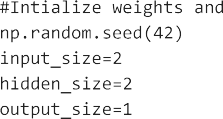 #Intialize weights and
np.random.seed(42)
input_size=2
hidden_size=2
output_size=1